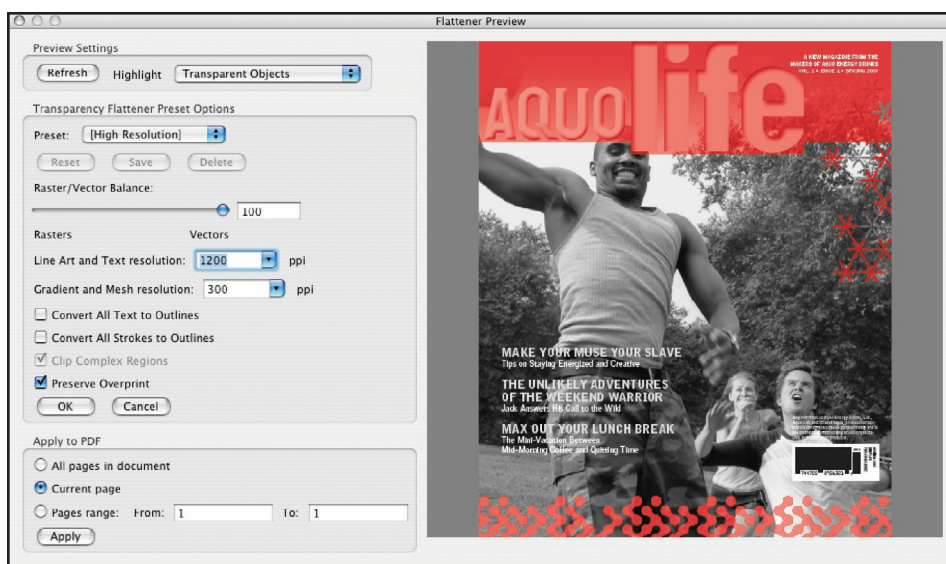 Flattener Preview
Preview Settings
Refresh Highlight Transparent Objects
Transparency Flattener Preset Options
Preset: [High Resolution]
Reset Save Delete
Raster/Vector Balance:
100
Rasters Vectors
Line Art and Text resolution: 1200 ppi
Gradient and Mesh resolution: 300 ppi
Convert All Text to Outlines
Convert All Strokes to Outlines
Clip Complex Regions
Preserve Overprint
OK Cancel
Apply to PDF
All pages in document
Current page
Pages range: From: 1 To: 1
Apply
A NEW MAGAZINE FROM THE
MAKERS OF AQUO ENERGY DRINKS
VOL. 1 • ISSUE 1 • SPRING 2007
AQUO life
MAKE YOUR MUSE YOUR SLAVE
Tips on Staying Energized and Creative
THE UNLIKELY ADVENTURES
OF THE WEEKEND WARRIOR
Jack Answers His Call to the Wild
MAX OUT YOUR LUNCH BREAK
The Mini-Vacation Between
Mid-Morning Coffee and Quitting Time